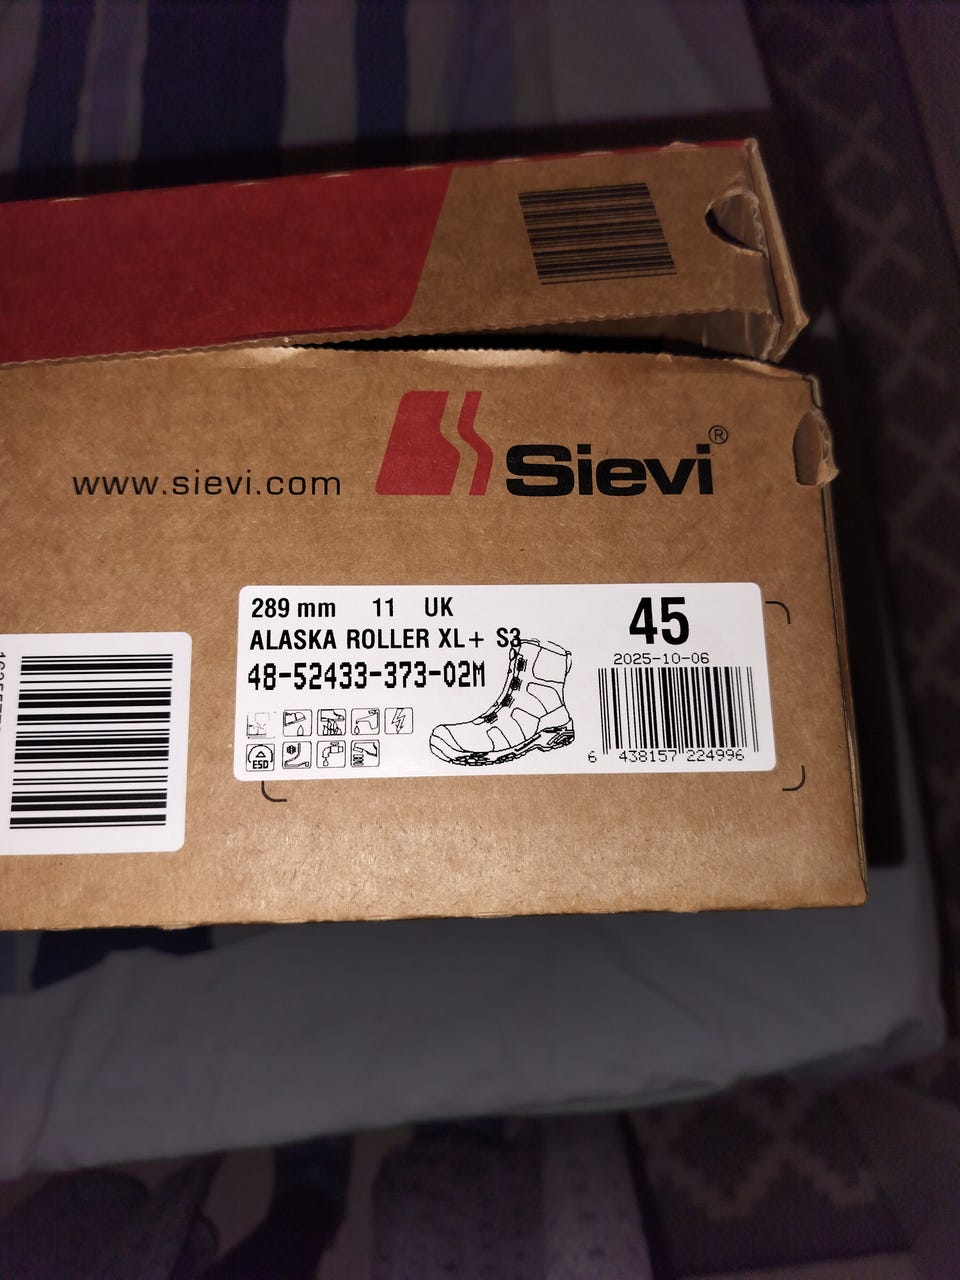 www.sievi.com
Sievi®
289 mm 11 UK
45
ALASKA ROLLER XL+ S3
2025-10-06
48-52433-373-02M
ESD
6 438157 224996